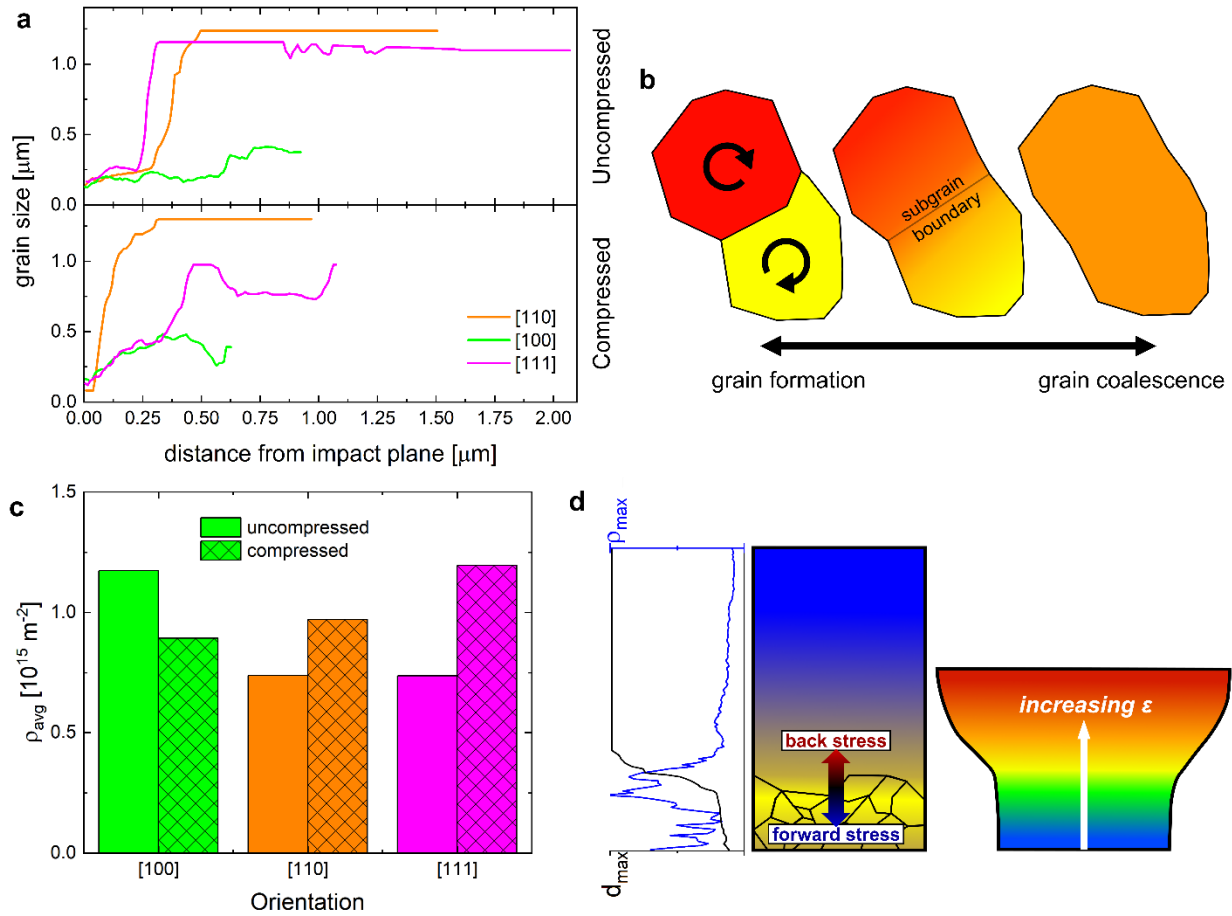 a
1.0
0.5
0.0
1.0
0.5
0.0
grain size [μm]
Uncompressed
Compressed
[110]
[100]
[111]
0.00 0.25 0.50 0.75 1.00 1.25 1.50 1.75 2.00
distance from impact plane [μm]
b
subgrain
boundary
grain formation
grain coalescence
c
1.5
1.0
0.5
0.0
ρavg [10¹⁵ m⁻²]
uncompressed
compressed
[100] [110] [111]
Orientation
d
ρmax
dmax
back stress
forward stress
increasing ε